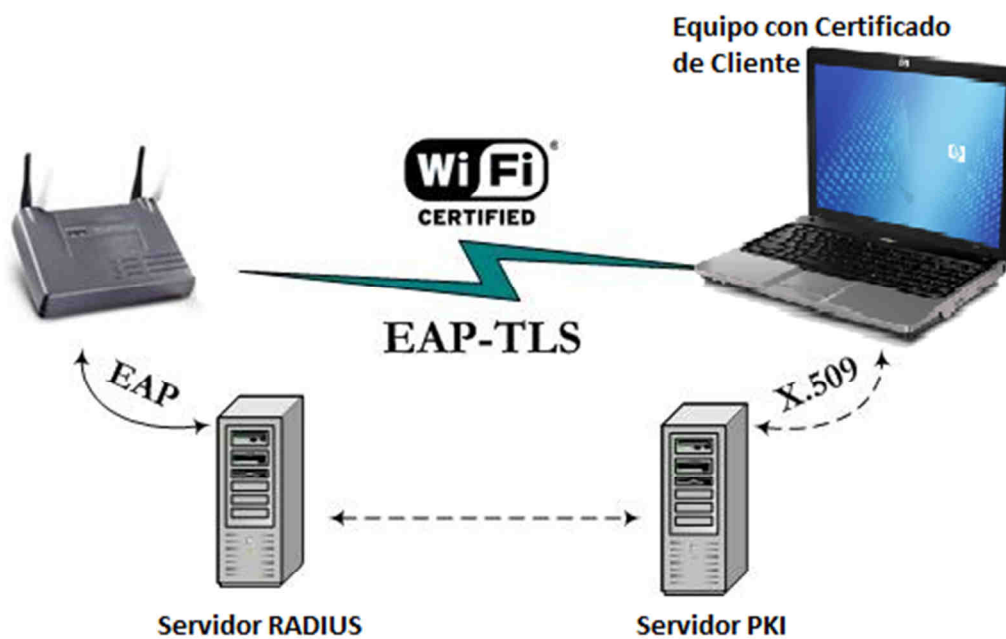 Equipo con Certificado
de Cliente
Wi Fi
CERTIFIED
®
EAP-TLS
EAP
X.509
Servidor RADIUS
Servidor PKI